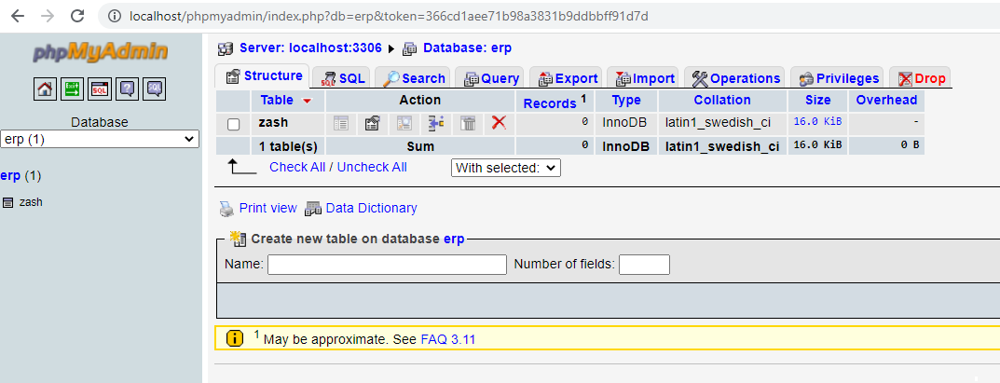 localhost/phpmyadmin/index.php?db=erp&token=366cd1aee71b98a3831b9ddbbff91d7d
phpMyAdmin
Server: localhost:3306 Database: erp
Structure SQL Search Query Export Import Operations Privileges Drop
Database
erp (1)
erp (1)
zash
Table Action Records 1 Type Collation Size Overhead
zash 0 InnoDB latin1_swedish_ci 16.0 KiB -
1 table(s) Sum 0 InnoDB latin1_swedish_ci 16.0 KiB 0 B
Check All / Uncheck All With selected:
Print view Data Dictionary
Create new table on database erp
Name: Number of fields:
1 May be approximate. See FAQ 3.11